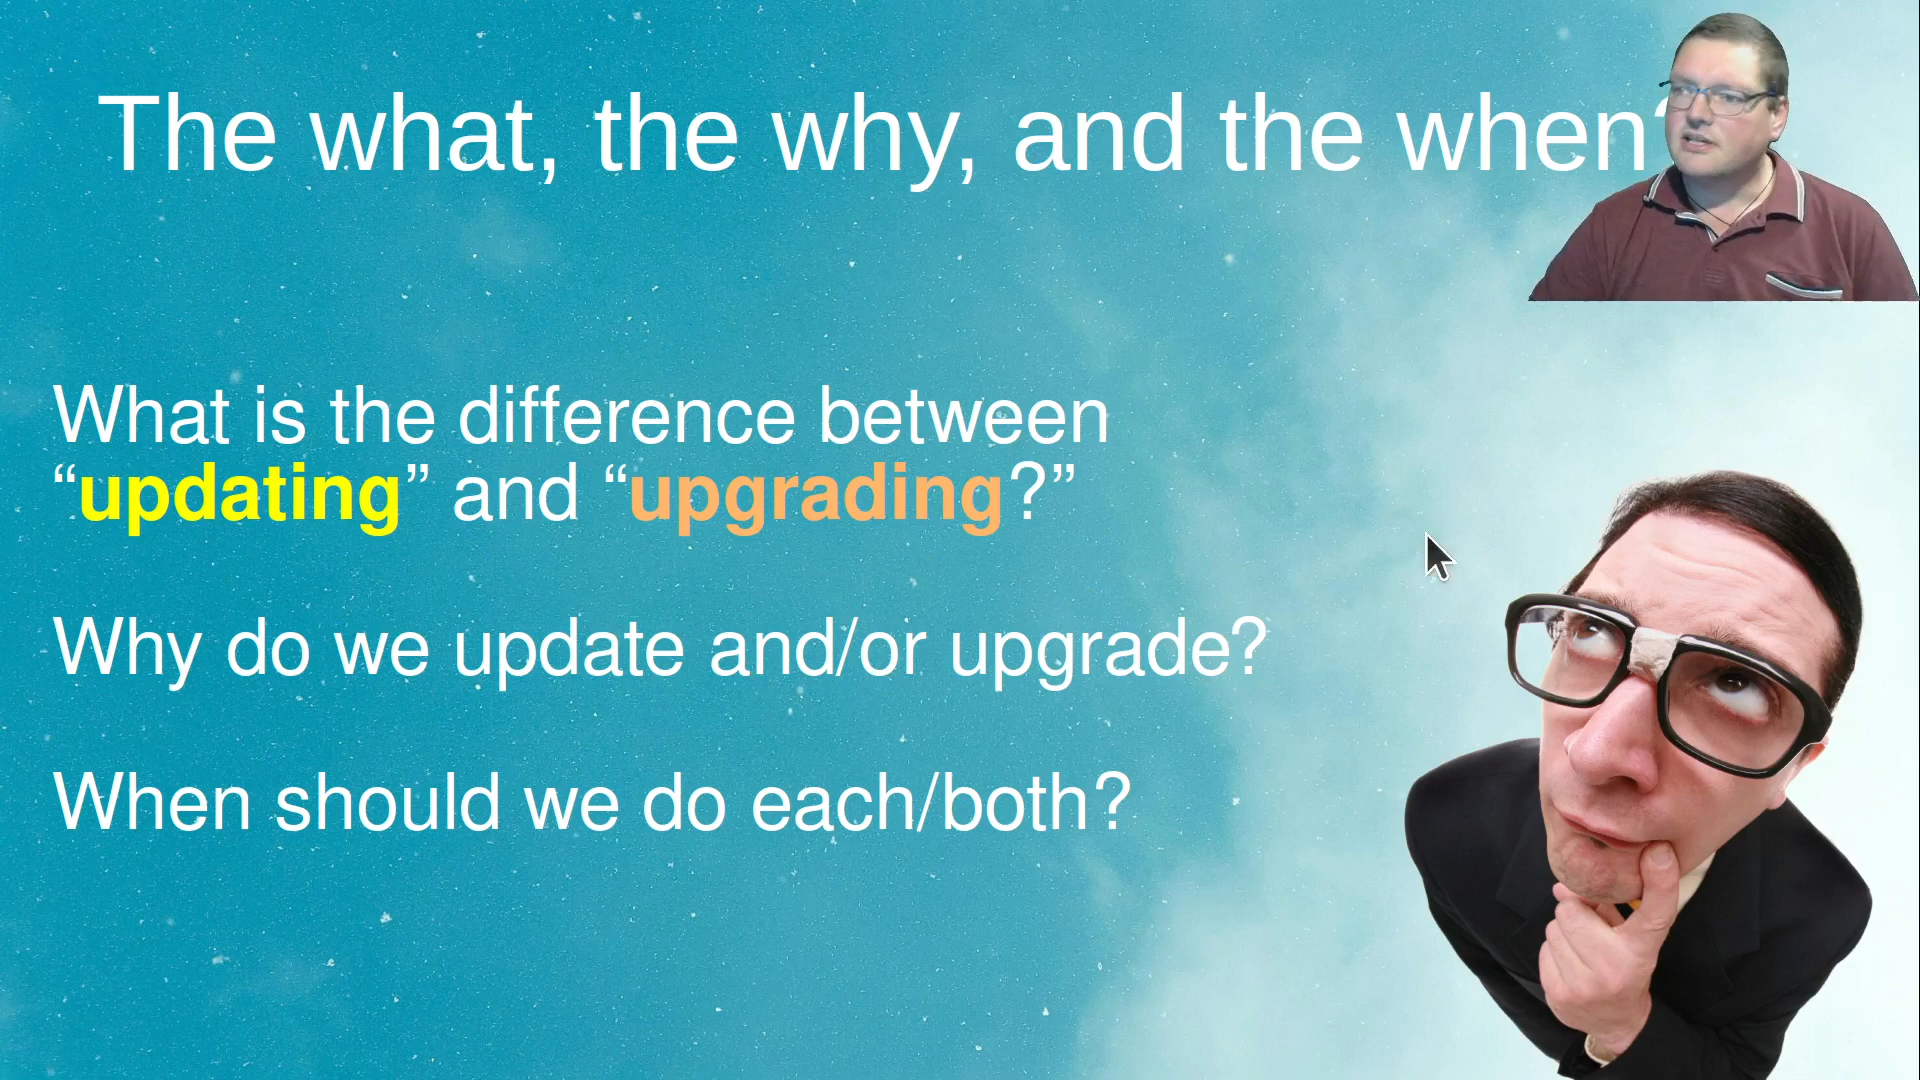 The what, the why, and the when?
What is the difference between
“updating” and “upgrading?”
Why do we update and/or upgrade?
When should we do each/both?